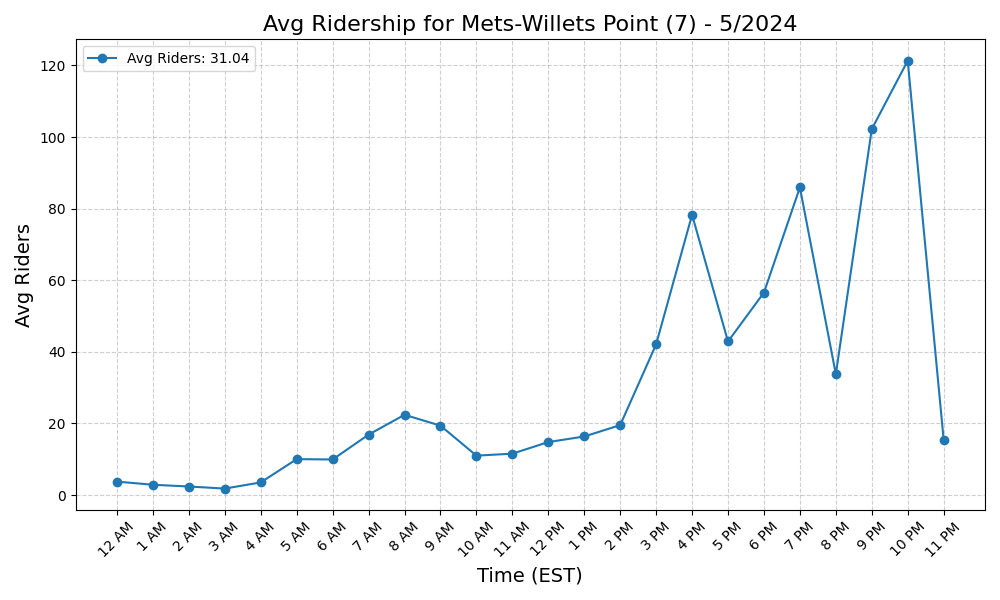 Avg Ridership for Mets-Willets Point (7) - 5/2024
Avg Riders: 31.04
Avg Riders
120
100
80
60
40
20
0
12 AM
1 AM
2 AM
3 AM
4 AM
5 AM
6 AM
7 AM
8 AM
9 AM
10 AM
11 AM
12 PM
1 PM
2 PM
3 PM
4 PM
5 PM
6 PM
7 PM
8 PM
9 PM
10 PM
11 PM
Time (EST)